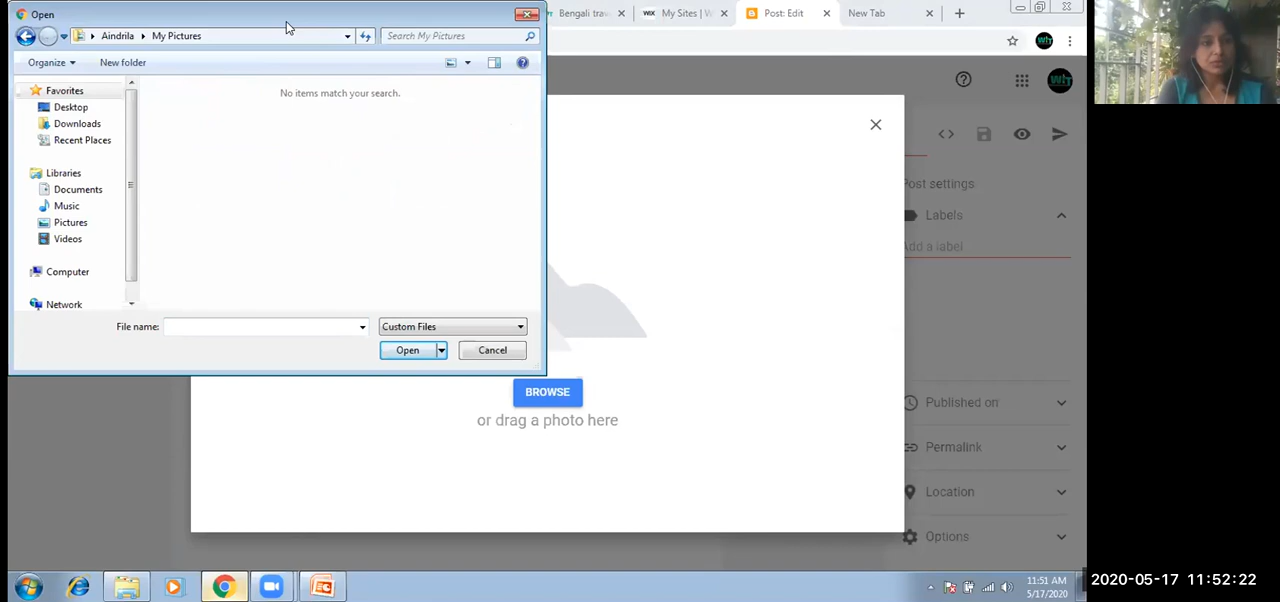 Open
Aindrila
My Pictures
Search My Pictures
Organize
New folder
Favorites
Desktop
Downloads
Recent Places
Libraries
Documents
Music
Pictures
Videos
Computer
Network
No items match your search.
File name:
Custom Files
Open
Cancel
Bengali trav
WiX
My Sites | W
Post: Edit
New Tab
WIT
WIT
Post settings
Labels
Add a label
Published on
Permalink
Location
Options
BROWSE
or drag a photo here
11:51 AM
5/17/2020
2020-05-17 11:52:22